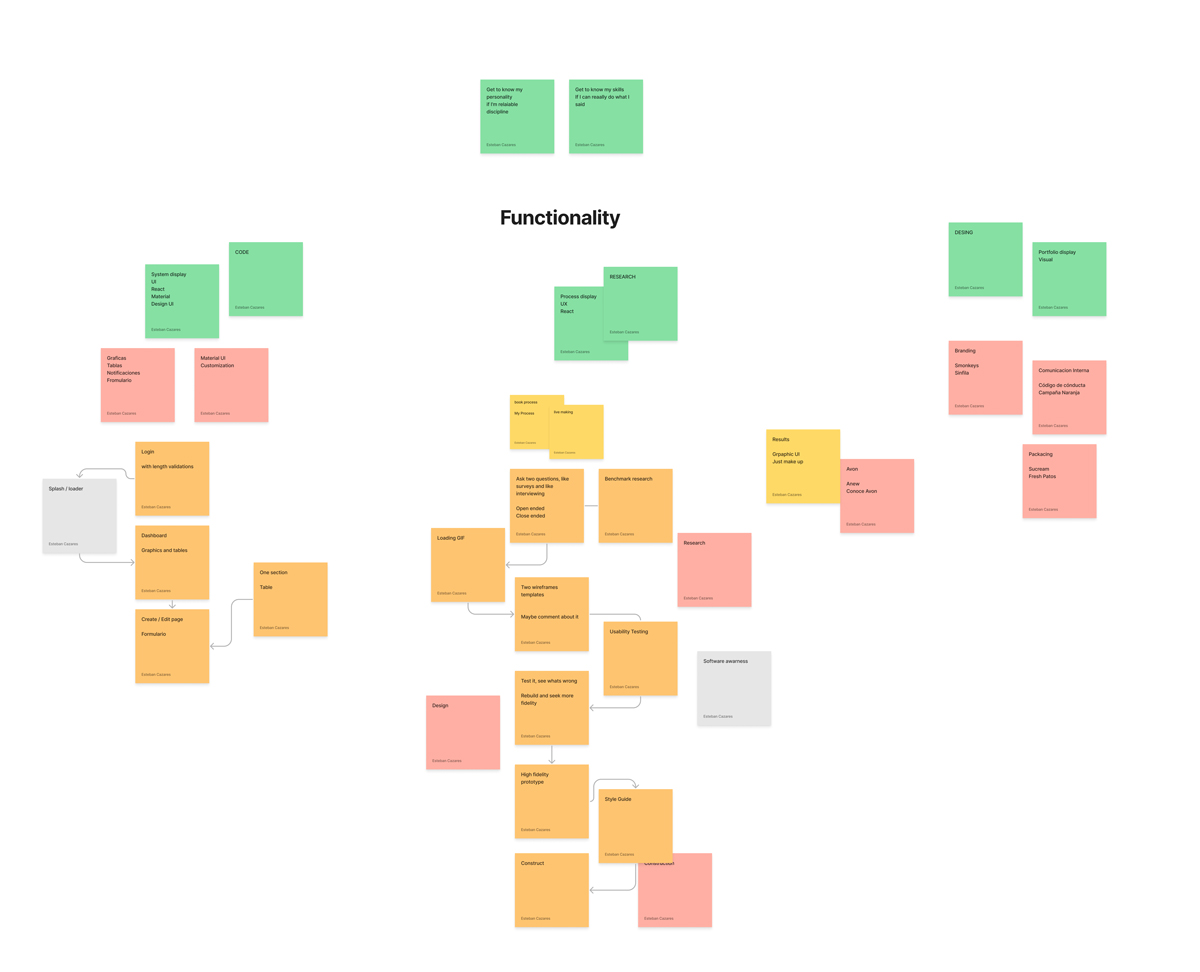 Get to know my
personality
if I'm relaiable
discipline
Esteban Cazares
Get to know my skills
If I can reaally do what I
said
Esteban Cazares
Functionality
CODE
Esteban Cazares
System display
UI
React
Material
Design UI
Esteban Cazares
Graficas
Tablas
Notificaciones
Fromulario
Esteban Cazares
Material UI
Customization
Esteban Cazares
Login
with length validations
Esteban Cazares
Splash / loader
Esteban Cazares
Dashboard
Graphics and tables
Esteban Cazares
One section
Table
Esteban Cazares
Create / Edit page
Formulario
Esteban Cazares
RESEARCH
Esteban Cazares
Process display
UX
React
Esteban Cazares
book process
My Process
Esteban Cazares
live making
Esteban Cazares
Ask two questions, like
surveys and like
interviewing
Open ended
Close ended
Esteban Cazares
Benchmark research
Esteban Cazares
Loading GIF
Esteban Cazares
Research
Esteban Cazares
Two wireframes
templates
Maybe comment about it
Esteban Cazares
Usability Testing
Esteban Cazares
Software awarness
Esteban Cazares
Test it, see whats wrong
Rebuild and seek more
fidelity
Esteban Cazares
Design
Esteban Cazares
High fidelity
prototype
Esteban Cazares
Style Guide
Esteban Cazares
Construct
Esteban Cazares
Construction
Esteban Cazares
DESING
Esteban Cazares
Portfolio display
Visual
Esteban Cazares
Branding
Smonkeys
Sinfila
Esteban Cazares
Comunicacion Interna
Código de cónducta
Campaña Naranja
Esteban Cazares
Results
Grpaphic UI
Just make up
Esteban Cazares
Avon
Anew
Conoce Avon
Esteban Cazares
Packacing
Sucream
Fresh Patos
Esteban Cazares